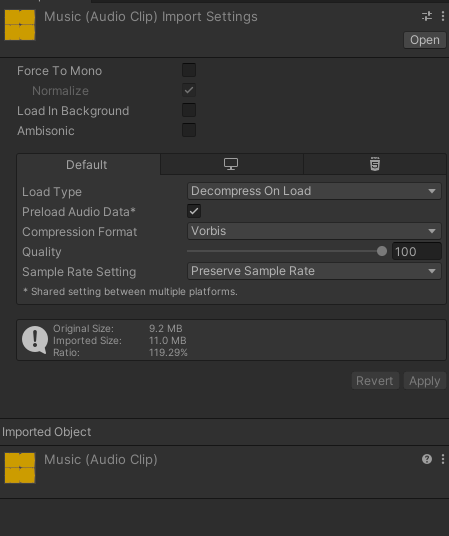 Music (Audio Clip) Import Settings
Open
Force To Mono
Normalize
Load In Background
Ambisonic
Default
Load Type Decompress On Load
Preload Audio Data*
Compression Format Vorbis
Quality 100
Sample Rate Setting Preserve Sample Rate
* Shared setting between multiple platforms.
Original Size: 9.2 MB
Imported Size: 11.0 MB
Ratio: 119.29%
Revert Apply
Imported Object
Music (Audio Clip)